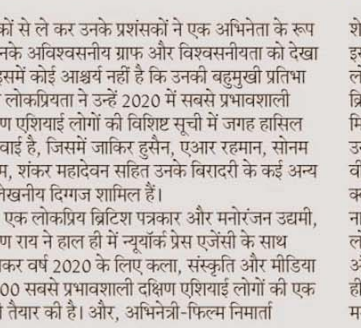 कों से ले कर उनके प्रशंसकों ने एक अभिनेता के रूप
नके अविश्वसनीय ग्राफ और विश्वसनीयता को देखा
इसमें कोई आश्चर्य नहीं है कि उनकी बहुमुखी प्रतिभा
लोकप्रियता ने उन्हें 2020 में सबसे प्रभावशाली
ण एशियाई लोगों की विशिष्ट सूची में जगह हासिल
वाई है, जिसमें जाकिर हुसैन, एआर रहमान, सोनम
म, शंकर महादेवन सहित उनके बिरादरी के कई अन्य
लेखनीय दिग्गज शामिल हैं।
एक लोकप्रिय ब्रिटिश पत्रकार और मनोरंजन उद्यमी,
ण राय ने हाल ही में न्यूयॉर्क प्रेस एजेंसी के साथ
कर वर्ष 2020 के लिए कला, संस्कृति और मीडिया
00 सबसे प्रभावशाली दक्षिण एशियाई लोगों की एक
तैयार की है। और, अभिनेत्री-फिल्म निमार्ता